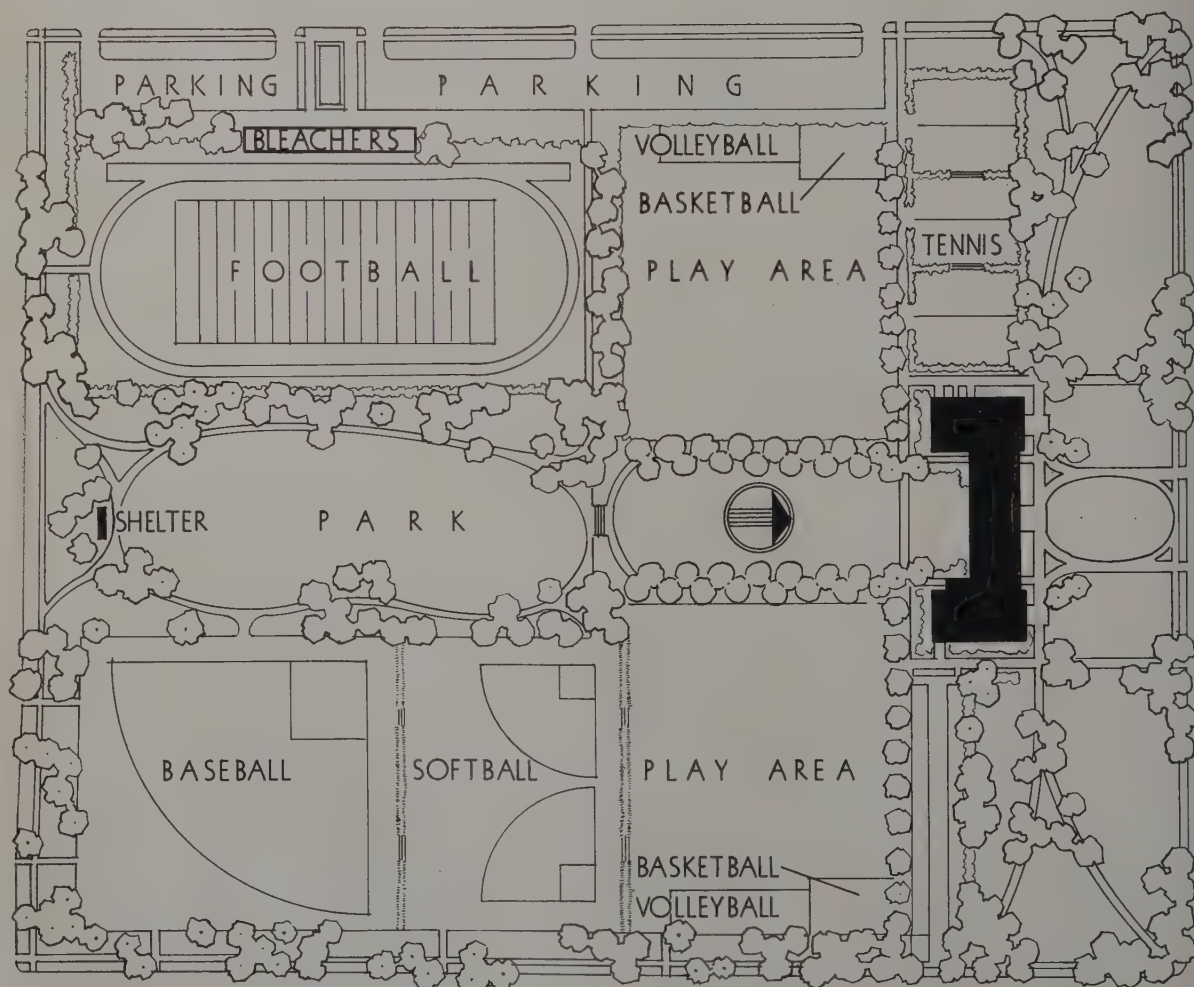 PARKING
PARKING
BLEACHERS
VOLLEYBALL
BASKETBALL
FOOTBALL
PLAY AREA
TENNIS
SHELTER
PARK
BASEBALL
SOFTBALL
PLAY AREA
BASKETBALL
VOLLEYBALL